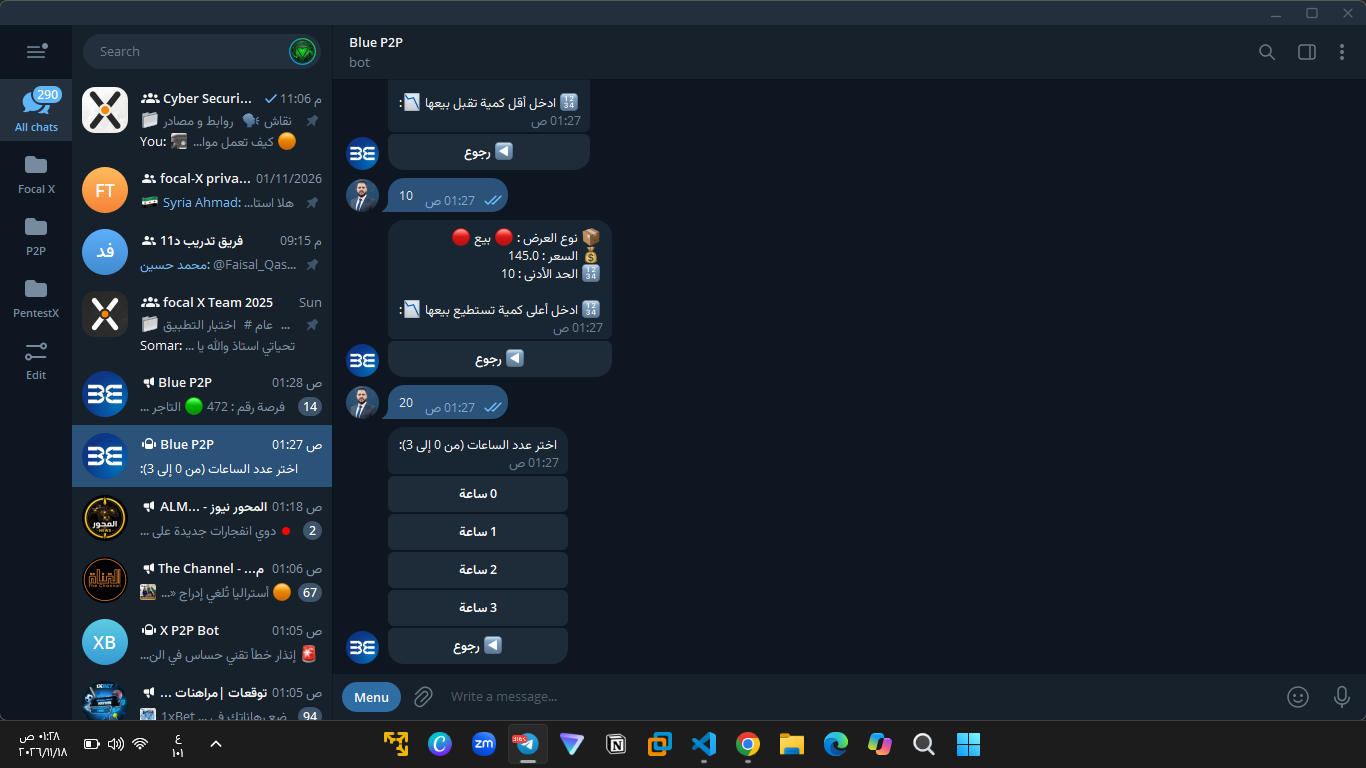 Search
290
All chats
Focal X
P2P
PentestX
Edit
Cyber Securi...
11:06 م
نقاش 🗣️ روابط و مصادر
You: كيف تعمل موا...
FT
focal-X priva...
01/11/2026
Syria Ahmad: هلا استا...
فد
فريق تدريب د11
09:15 م
محمد حسين: @Faisal_Qas...
focal X Team 2025
Sun
عام # اختبار التطبيق ...
Somar: تحياتي استاذ والله يا ...
Blue P2P
01:28 ص
فرصة رقم : 472 🟢 التاجر ...
14
Blue P2P
01:27 ص
اختر عدد الساعات (من 0 إلى 3):
المحور نيوز - ALM...
01:18 ص
دوي انفجارات جديدة على ...
2
المحور
NEWS
The Channel - م...
01:06 ص
أستراليا تُلغي إدراج «...
67
The Channel
XB
X P2P Bot
01:05 ص
🚨 إنذار خطأ تقني حساس في الن...
توقعات |مراهنات ...
01:05 ص
1xBet ضع رهاناتك في ...
94
Blue P2P
bot
🔢 ادخل أقل كمية تقبل بيعها 📉:
01:27 ص
◀️ رجوع
10
01:27 ص
📦 نوع العرض : 🔴 بيع 🔴
💰 السعر : 145.0
🔢 الحد الأدنى : 10
🔢 ادخل أعلى كمية تستطيع بيعها 📉:
01:27 ص
◀️ رجوع
20
01:27 ص
اختر عدد الساعات (من 0 إلى 3):
01:27 ص
0 ساعة
1 ساعة
2 ساعة
3 ساعة
◀️ رجوع
Menu
Write a message...
٠١:٢٨ ص
٢٠٢٦/١١/١٨
ع
١٠١
zm